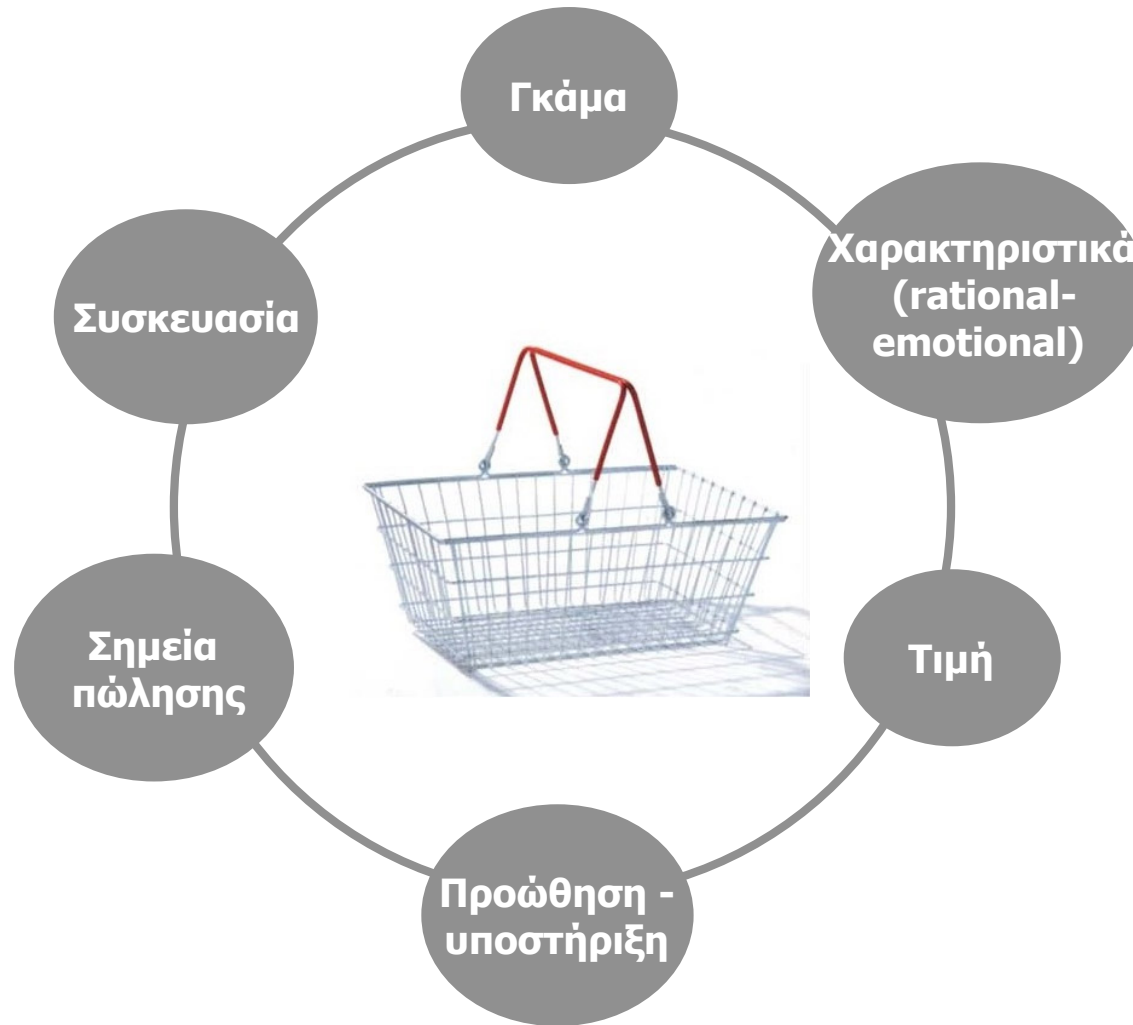 Γκάμα
Χαρακτηριστικά
(rational-
emotional)
Συσκευασία
Σημεία
πώλησης
Τιμή
Προώθηση -
υποστήριξη